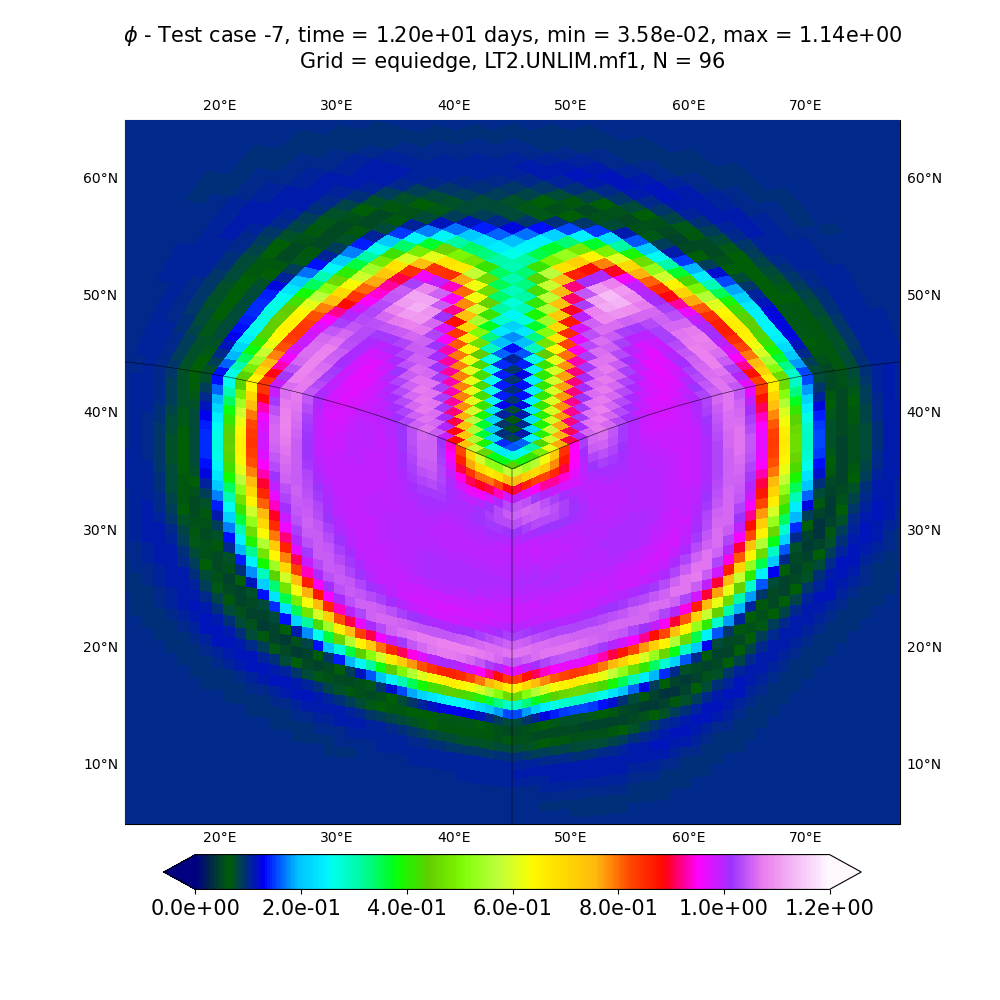 ϕ - Test case -7, time = 1.20e+01 days, min = 3.58e-02, max = 1.14e+00
Grid = equiedge, LT2.UNLIM.mf1, N = 96
20°E 30°E 40°E 50°E 60°E 70°E
60°N 60°N
50°N 50°N
40°N 40°N
30°N 30°N
20°N 20°N
10°N 10°N
20°E 30°E 40°E 50°E 60°E 70°E
0.0e+00 2.0e-01 4.0e-01 6.0e-01 8.0e-01 1.0e+00 1.2e+00